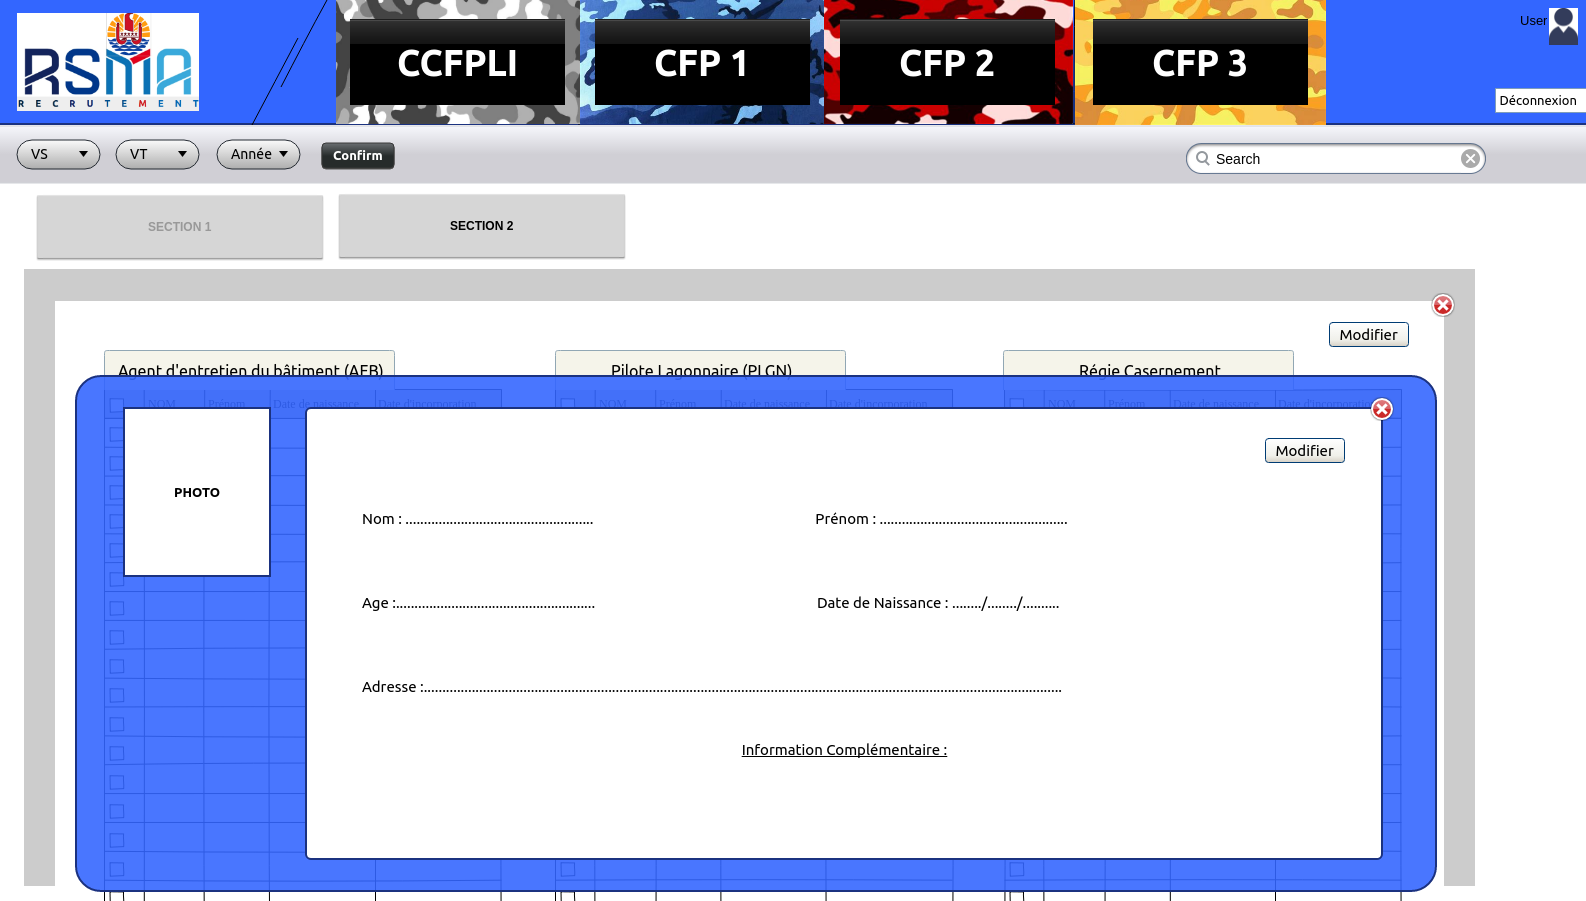 RSMA
RECRUTEMENT
CCFPLI
CFP 1
CFP 2
CFP 3
User
Déconnexion
VS
VT
Année
Confirm
Search
SECTION 1
SECTION 2
Modifier
Agent d'entretien du bâtiment (AEB)
Pilote Lagonnaire (PLGN)
Régie Casernement
NOM Prénom Date de naissance Date d'incorporation
NOM Prénom Date de naissance Date d'incorporation
NOM Prénom Date de naissance Date d'incorporation
PHOTO
Modifier
Nom : ...................................................
Prénom : ...................................................
Age :......................................................
Date de Naissance : ......../......../..........
Adresse :.............................................................................................................................................................................
Information Complémentaire :